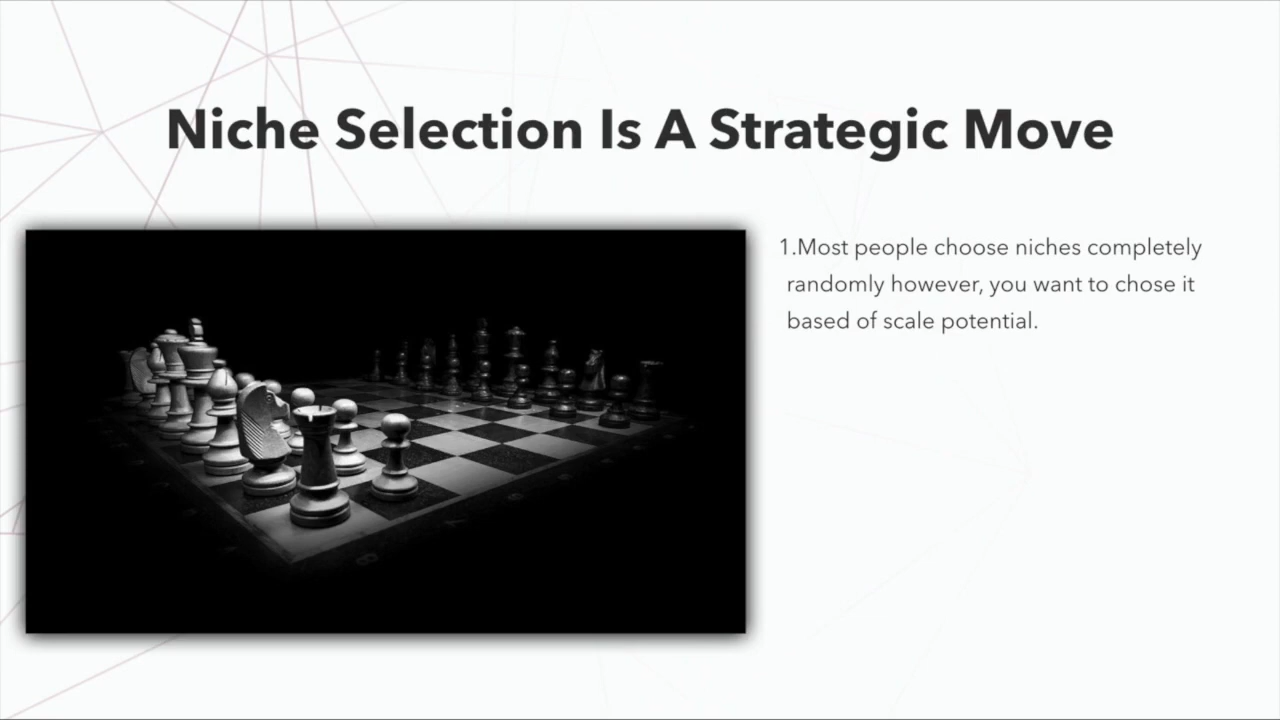 Niche Selection Is A Strategic Move
1.Most people choose niches completely
randomly however, you want to chose it
based of scale potential.